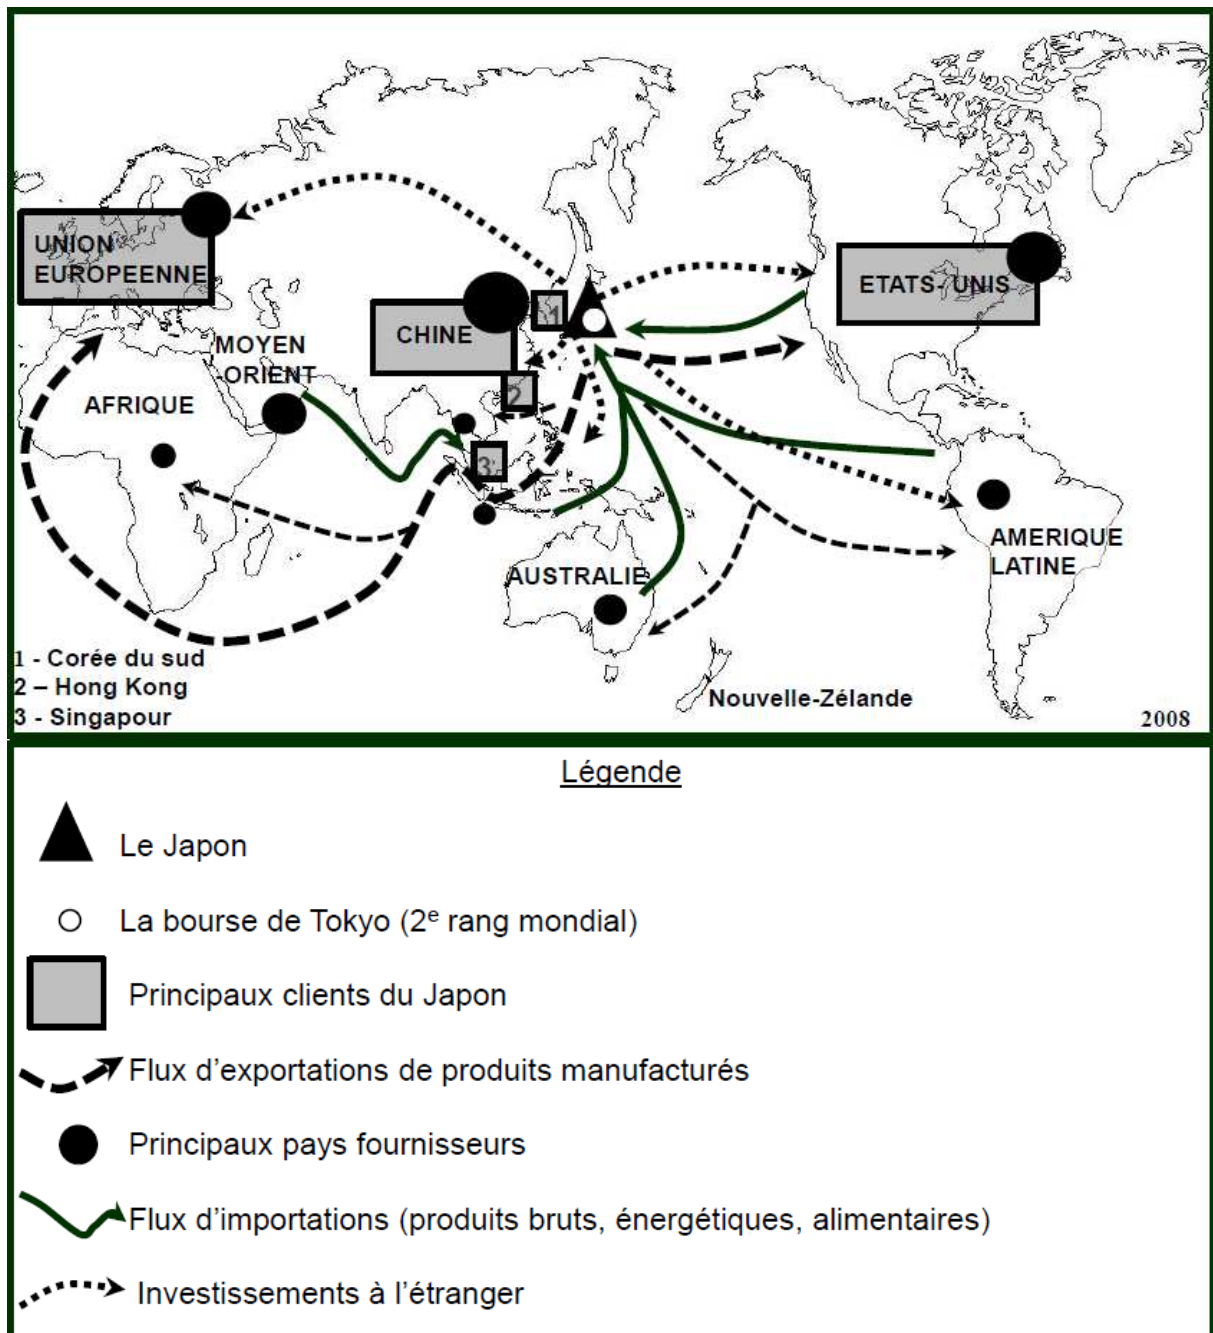 UNION
EUROPEENNE
ETATS- UNIS
1
CHINE
MOYEN
-ORIENT
2
AFRIQUE
3
AMERIQUE
LATINE
AUSTRALIE
1 - Corée du sud
2 – Hong Kong
3 - Singapour
Nouvelle-Zélande
2008
Légende
Le Japon
La bourse de Tokyo (2e rang mondial)
Principaux clients du Japon
Flux d’exportations de produits manufacturés
Principaux pays fournisseurs
Flux d’importations (produits bruts, énergétiques, alimentaires)
Investissements à l’étranger